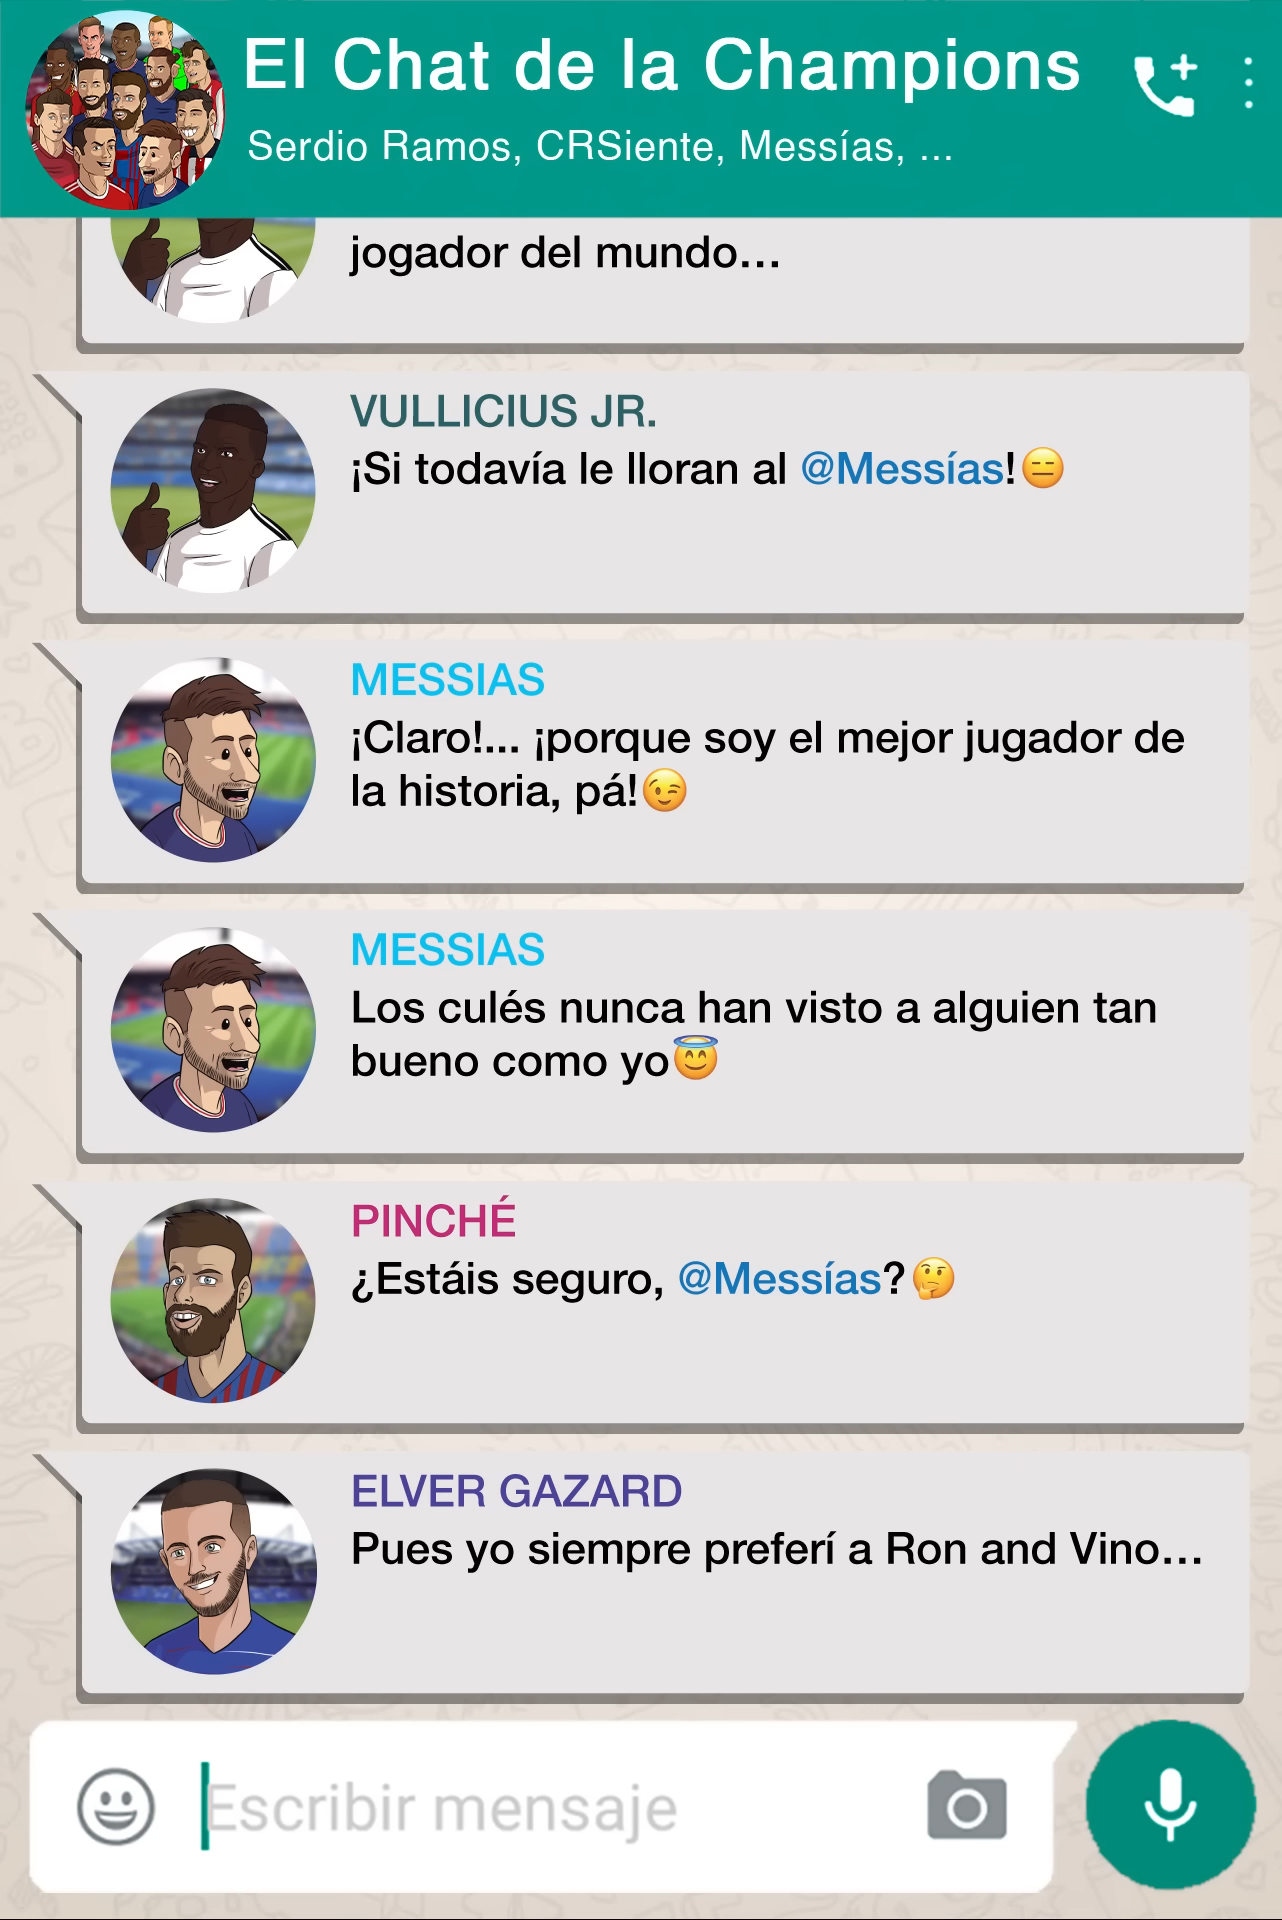 El Chat de la Champions
Serdio Ramos, CRSiente, Messías, ...
jogador del mundo...
VULLICIUS JR.
¡Si todavía le lloran al @Messías!😑
MESSIAS
¡Claro!... ¡porque soy el mejor jugador de
la historia, pá!😉
MESSIAS
Los culés nunca han visto a alguien tan
bueno como yo😇
PINCHÉ
¿Estáis seguro, @Messías?🤔
ELVER GAZARD
Pues yo siempre preferí a Ron and Vino...
Escribir mensaje